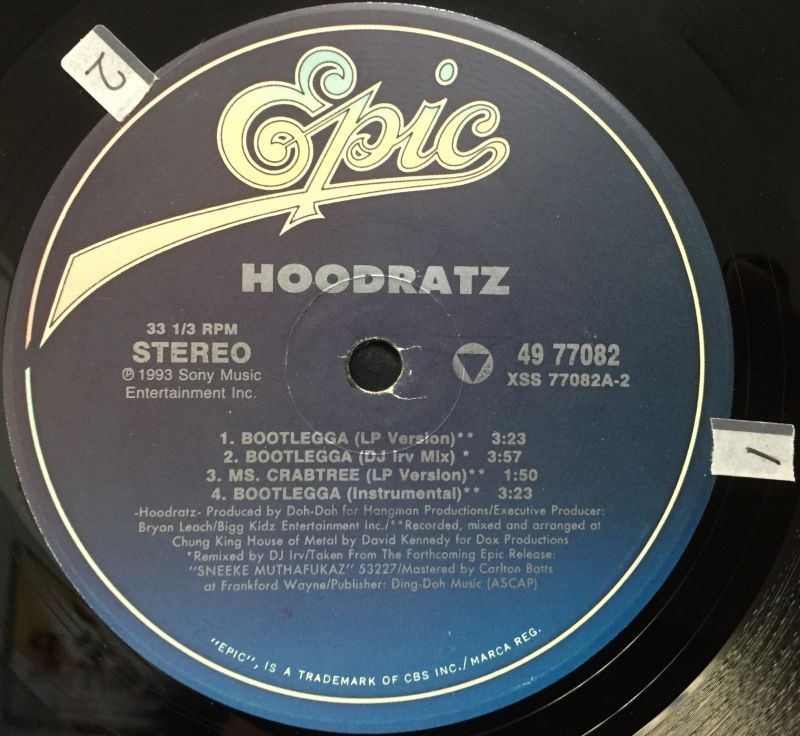 2
Epic
HOODRATZ
33 1/3 RPM
STEREO
℗ 1993 Sony Music
Entertainment Inc.
49 77082
XSS 77082A-2
1
1. BOOTLEGGA (LP Version)** 3:23
2. BOOTLEGGA (DJ Irv Mix) * 3:57
3. MS. CRABTREE (LP Version)** 1:50
4. BOOTLEGGA (Instrumental)** 3:23
-Hoodratz- Produced by Doh-Doh for Hangman Productions/Executive Producer:
Bryan Leach/Bigg Kidz Entertainment Inc./**Recorded, mixed and arranged at
Chung King House of Metal by David Kennedy for Dox Productions
*Remixed by DJ Irv/Taken From The Forthcoming Epic Release:
"SNEEKE MUTHAFUKAZ" 53227/Mastered by Carlton Batts
at Frankford Wayne/Publisher: Ding-Doh Music (ASCAP)
"EPIC", IS A TRADEMARK OF CBS INC./MARCA REG.